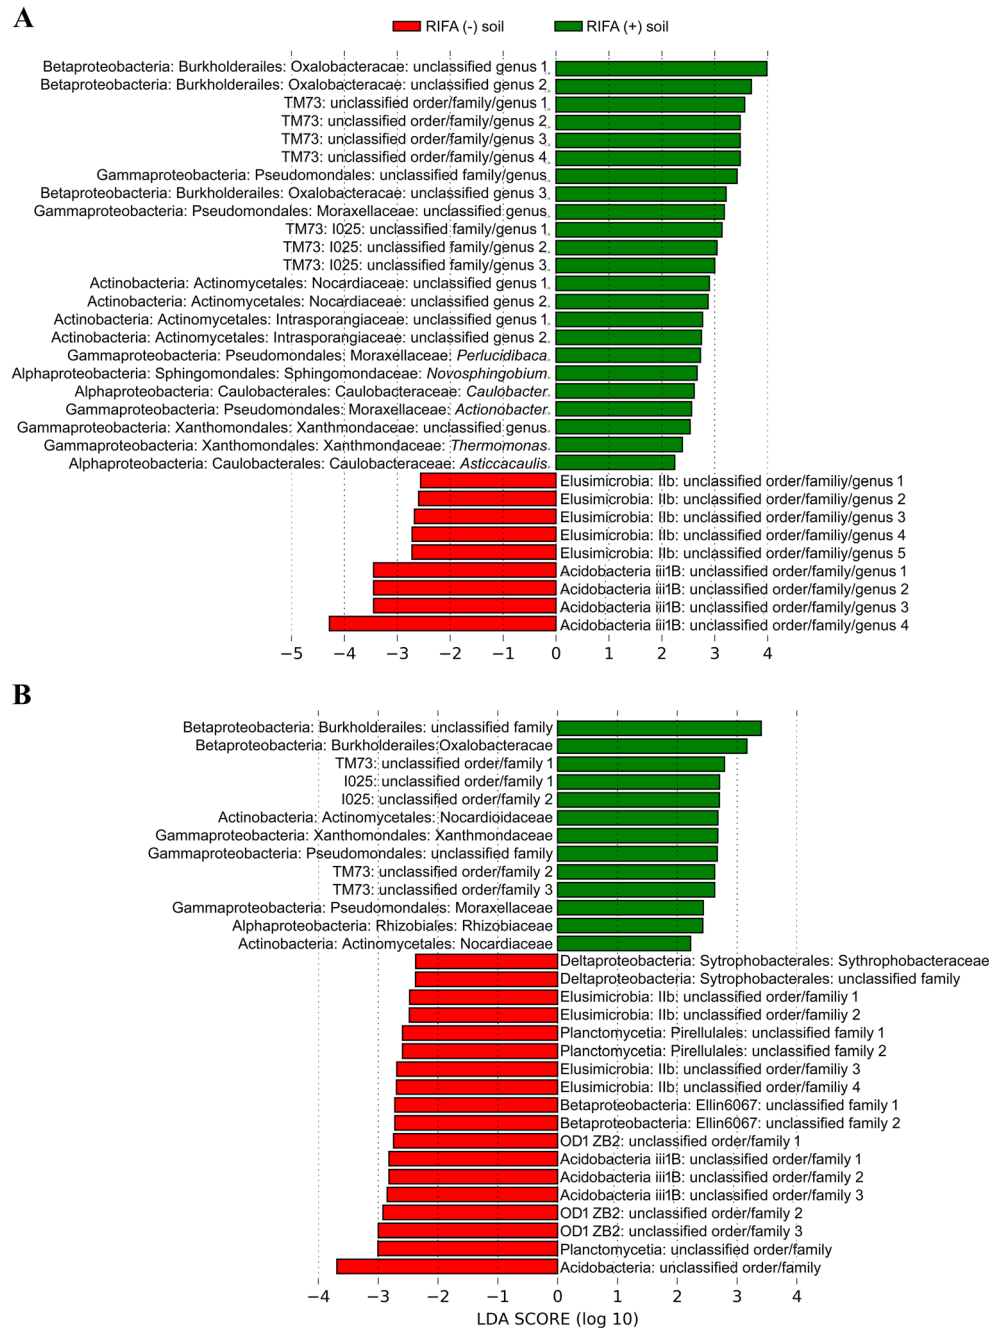 A
RIFA (-) soil
RIFA (+) soil
Betaproteobacteria: Burkholderailes: Oxalobacteracae: unclassified genus 1
Betaproteobacteria: Burkholderailes: Oxalobacteracae: unclassified genus 2
TM73: unclassified order/family/genus 1
TM73: unclassified order/family/genus 2
TM73: unclassified order/family/genus 3
TM73: unclassified order/family/genus 4
Gammaproteobacteria: Pseudomondales: unclassified family/genus
Betaproteobacteria: Burkholderailes: Oxalobacteracae: unclassified genus 3
Gammaproteobacteria: Pseudomondales: Moraxellaceae: unclassified genus
TM73: I025: unclassified family/genus 1
TM73: I025: unclassified family/genus 2
TM73: I025: unclassified family/genus 3
Actinobacteria: Actinomycetales: Nocardiaceae: unclassified genus 1
Actinobacteria: Actinomycetales: Nocardiaceae: unclassified genus 2
Actinobacteria: Actinomycetales: Intrasporangiaceae: unclassified genus 1
Actinobacteria: Actinomycetales: Intrasporangiaceae: unclassified genus 2
Gammaproteobacteria: Pseudomondales: Moraxellaceae: Perlucidibaca
Alphaproteobacteria: Sphingomondales: Sphingomondaceae: Novosphingobium
Alphaproteobacteria: Caulobacterales: Caulobacteraceae: Caulobacter
Gammaproteobacteria: Pseudomondales: Moraxellaceae: Actionobacter
Gammaproteobacteria: Xanthomondales: Xanthmondaceae: unclassified genus
Gammaproteobacteria: Xanthomondales: Xanthmondaceae: Thermomonas
Alphaproteobacteria: Caulobacterales: Caulobacteraceae: Asticcacaulis
Elusimicrobia: IIb: unclassified order/familiy/genus 1
Elusimicrobia: IIb: unclassified order/familiy/genus 2
Elusimicrobia: IIb: unclassified order/familiy/genus 3
Elusimicrobia: IIb: unclassified order/familiy/genus 4
Elusimicrobia: IIb: unclassified order/familiy/genus 5
Acidobacteria iii1B: unclassified order/family/genus 1
Acidobacteria iii1B: unclassified order/family/genus 2
Acidobacteria iii1B: unclassified order/family/genus 3
Acidobacteria iii1B: unclassified order/family/genus 4
−5 −4 −3 −2 −1 0 1 2 3 4
B
Betaproteobacteria: Burkholderailes: unclassified family
Betaproteobacteria: Burkholderailes:Oxalobacteracae
TM73: unclassified order/family 1
I025: unclassified order/family 1
I025: unclassified order/family 2
Actinobacteria: Actinomycetales: Nocardioidaceae
Gammaproteobacteria: Xanthomondales: Xanthmondaceae
Gammaproteobacteria: Pseudomondales: unclassified family
TM73: unclassified order/family 2
TM73: unclassified order/family 3
Gammaproteobacteria: Pseudomondales: Moraxellaceae
Alphaproteobacteria: Rhizobiales: Rhizobiaceae
Actinobacteria: Actinomycetales: Nocardiaceae
Deltaproteobacteria: Sytrophobacterales: Sythrophobacteraceae
Deltaproteobacteria: Sytrophobacterales: unclassified family
Elusimicrobia: IIb: unclassified order/familiy 1
Elusimicrobia: IIb: unclassified order/familiy 2
Planctomycetia: Pirellulales: unclassified family 1
Planctomycetia: Pirellulales: unclassified family 2
Elusimicrobia: IIb: unclassified order/familiy 3
Elusimicrobia: IIb: unclassified order/familiy 4
Betaproteobacteria: Ellin6067: unclassified family 1
Betaproteobacteria: Ellin6067: unclassified family 2
OD1 ZB2: unclassified order/family 1
Acidobacteria iii1B: unclassified order/family 1
Acidobacteria iii1B: unclassified order/family 2
Acidobacteria iii1B: unclassified order/family 3
OD1 ZB2: unclassified order/family 2
OD1 ZB2: unclassified order/family 3
Planctomycetia: unclassified order/family
Acidobacteria: unclassified order/family
−4 −3 −2 −1 0 1 2 3 4
LDA SCORE (log 10)